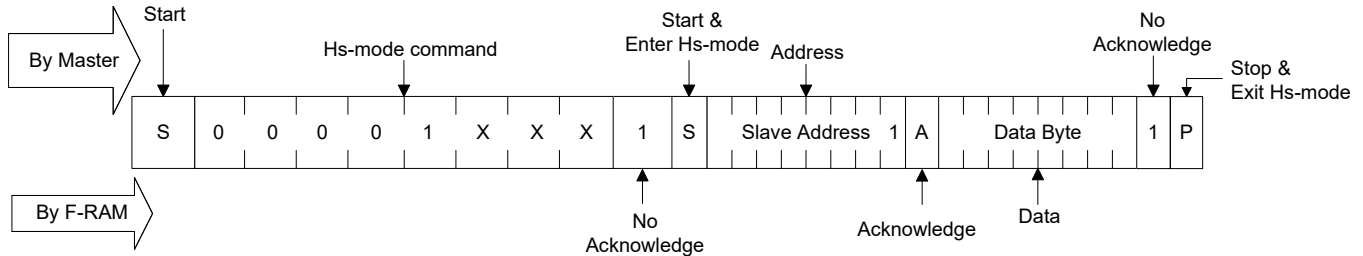 Start
Start &
Enter Hs-mode
No
Acknowledge
By Master
Hs-mode command
Address
Stop &
Exit Hs-mode
S 0 0 0 0 1 X X X 1 S Slave Address 1 A Data Byte 1 P
By F-RAM
No
Acknowledge
Acknowledge
Data